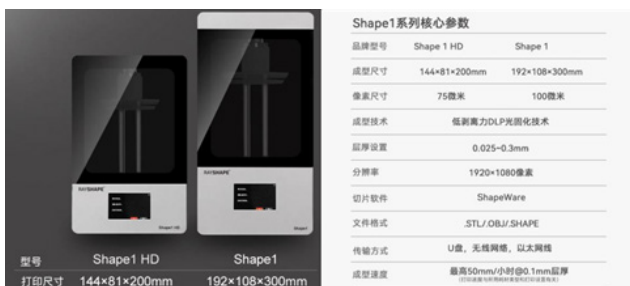 RAYSHAPE
RAYSHAPE
Shape1 HD
Shape1
型号 Shape1 HD Shape1
打印尺寸 144×81×200mm 192×108×300mm
Shape1系列核心参数
品牌型号 Shape 1 HD Shape 1
成型尺寸 144×81×200mm 192×108×300mm
像素尺寸 75微米 100微米
成型技术 低剥离力DLP光固化技术
层厚设置 0.025-0.3mm
分辨率 1920×1080像素
切片软件 ShapeWare
文件格式 .STL/.OBJ/.SHAPE
传输方式 U盘，无线网络，以太网线
成型速度 最高50mm/小时@0.1mm层厚